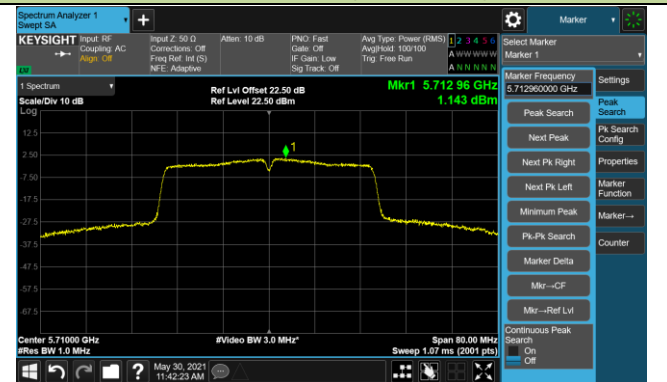 Spectrum Analyzer 1
Swept SA
Marker
KEYSIGHT
Input: RF
Coupling: AC
Align: Off
Input Z: 50 Ω
Corrections: Off
Freq Ref: Int (S)
NFE: Adaptive
Atten: 10 dB
PNO: Fast
Gate: Off
IF Gain: Low
Sig Track: Off
Avg Type: Power (RMS)
Avg|Hold: 100/100
Trig: Free Run
1 2 3 4 5 6
A W W W W W
A N N N N N
Select Marker
Marker 1
1 Spectrum
Scale/Div 10 dB
Log
Ref Lvl Offset 22.50 dB
Ref Level 22.50 dBm
Mkr1 5.712 96 GHz
1.143 dBm
1
12.5
2.50
-7.50
-17.5
-27.5
-37.5
-47.5
-57.5
-67.5
Center 5.71000 GHz
#Res BW 1.0 MHz
#Video BW 3.0 MHz*
Span 80.00 MHz
Sweep 1.07 ms (2001 pts)
Marker Frequency
5.712960000 GHz
Peak Search
Next Peak
Next Pk Right
Next Pk Left
Minimum Peak
Pk-Pk Search
Marker Delta
Mkr→CF
Mkr→Ref Lvl
Continuous Peak
Search
On
Off
Settings
Peak
Search
Pk Search
Config
Properties
Marker
Function
Marker→
Counter
May 30, 2021
11:42:23 AM